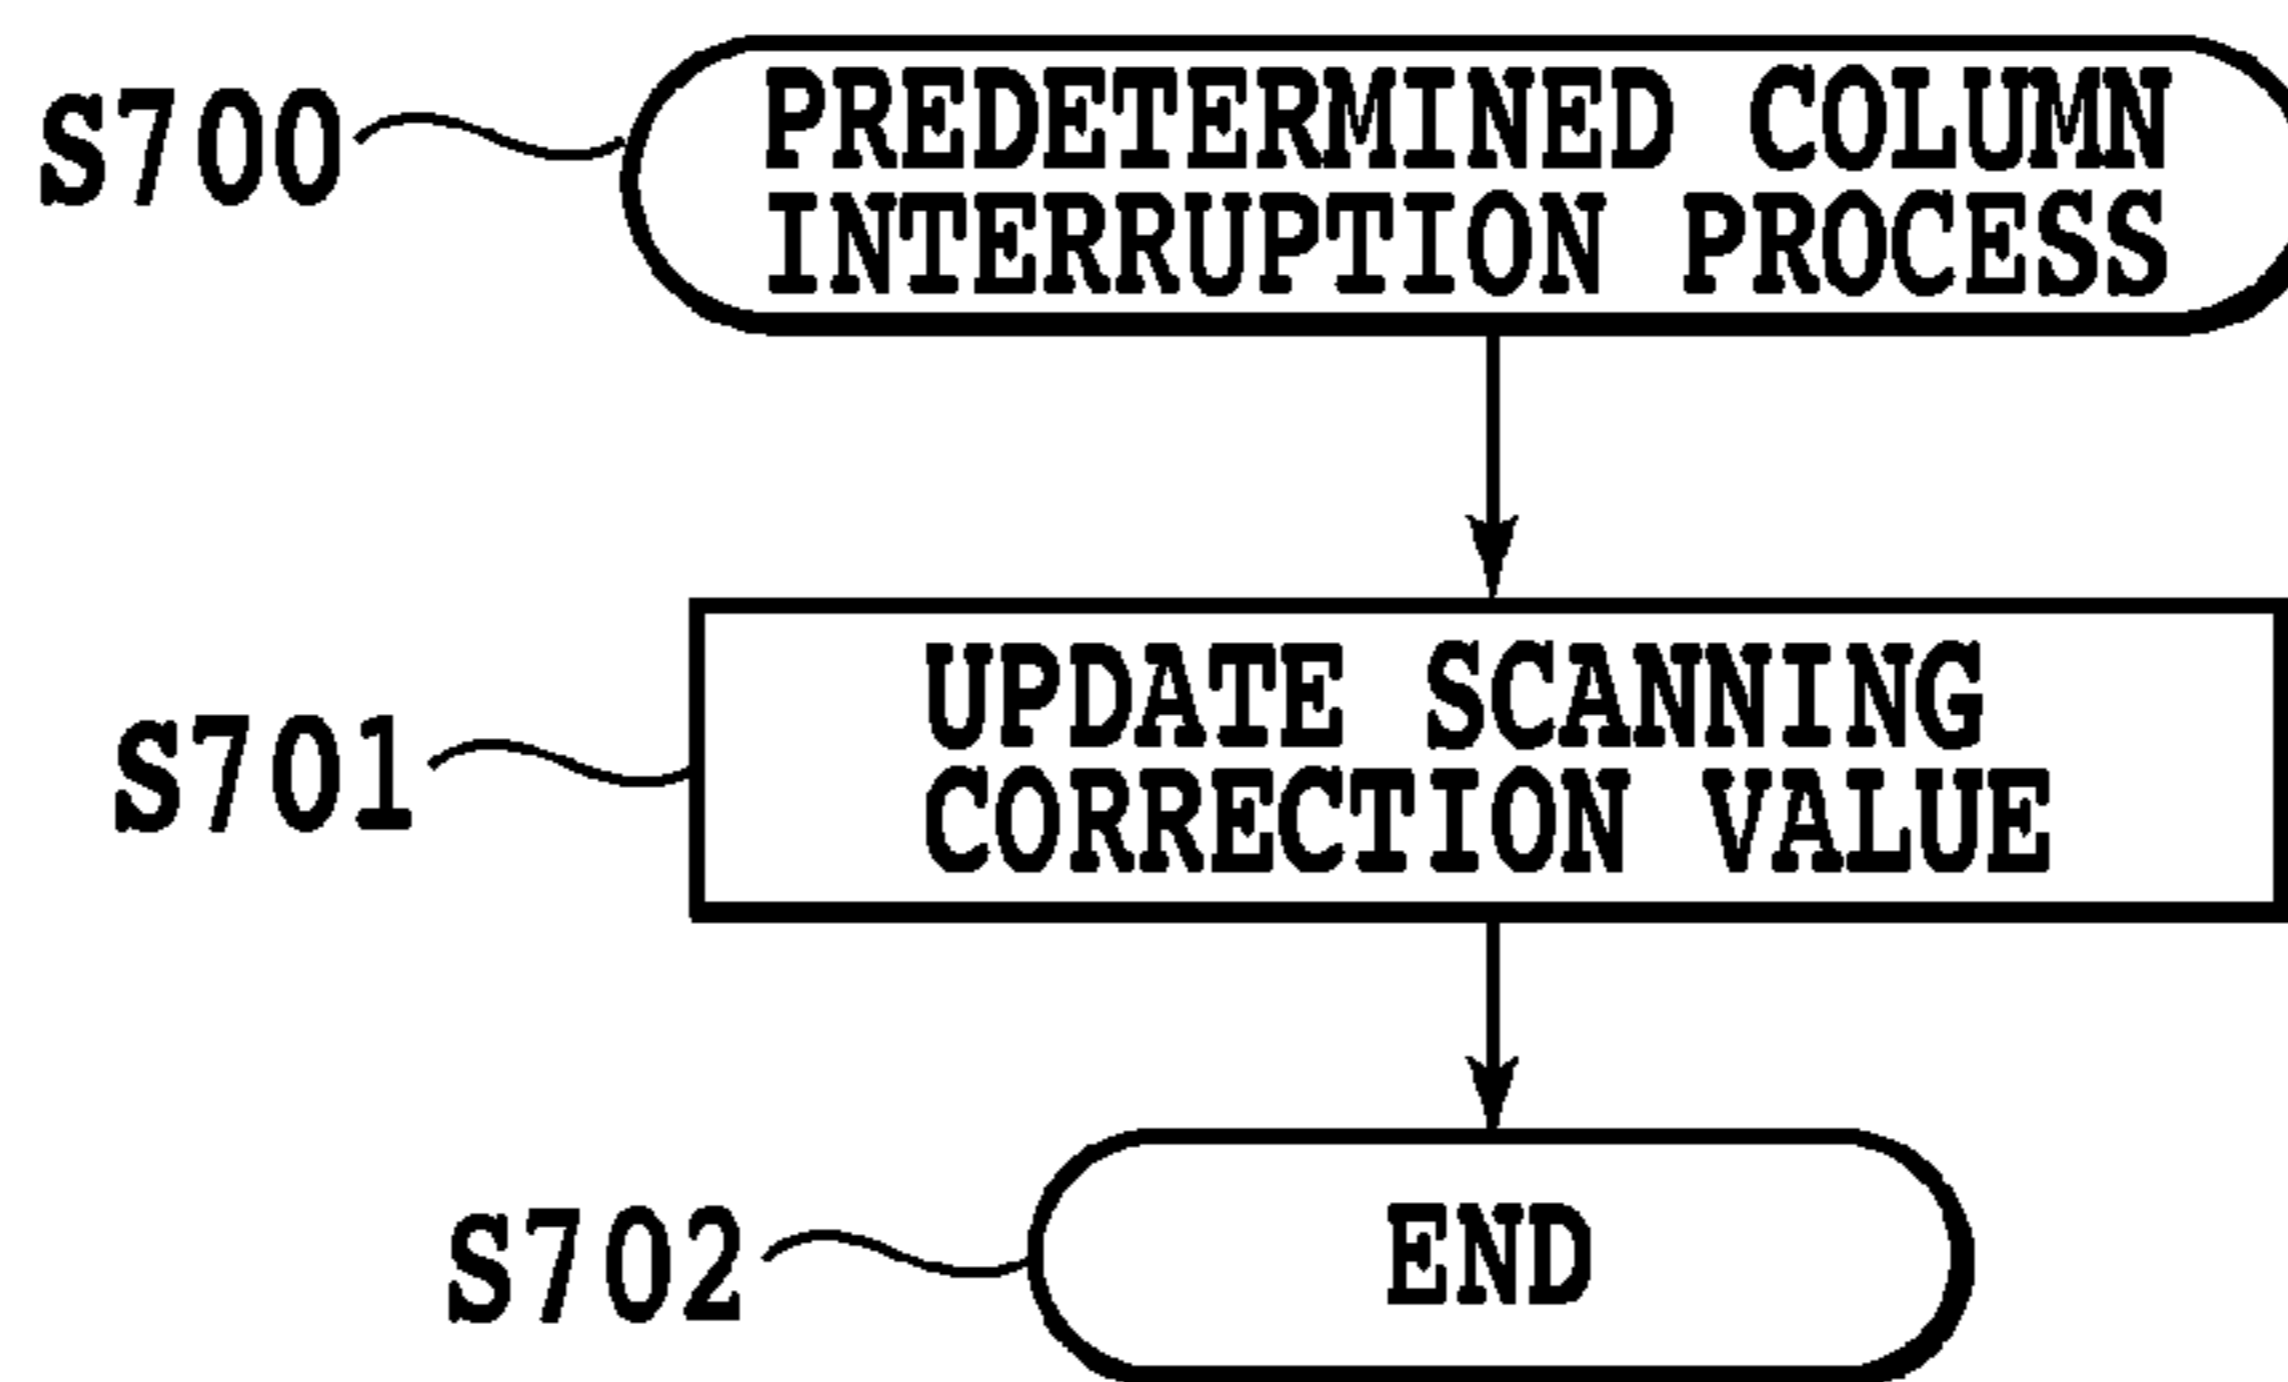 S700
PREDETERMINED COLUMN
INTERRUPTION PROCESS
S701
UPDATE SCANNING
CORRECTION VALUE
S702
END